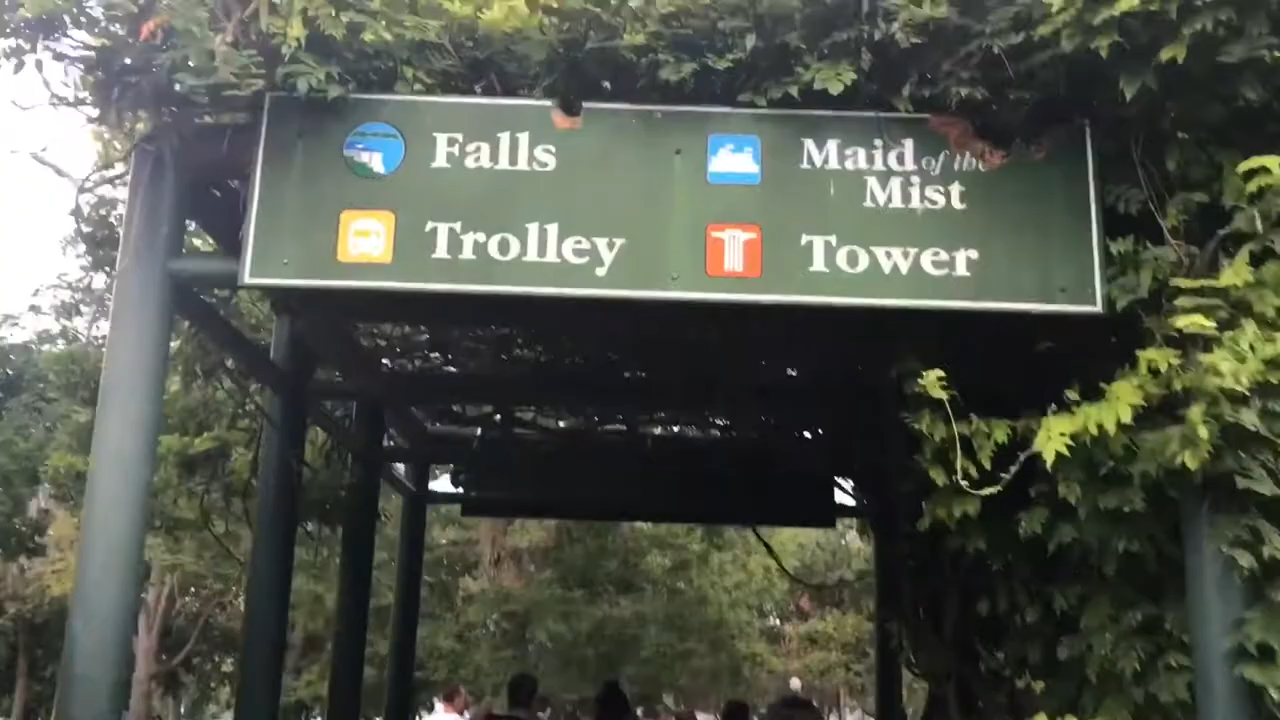 Falls
Trolley
Maid of the
Mist
Tower